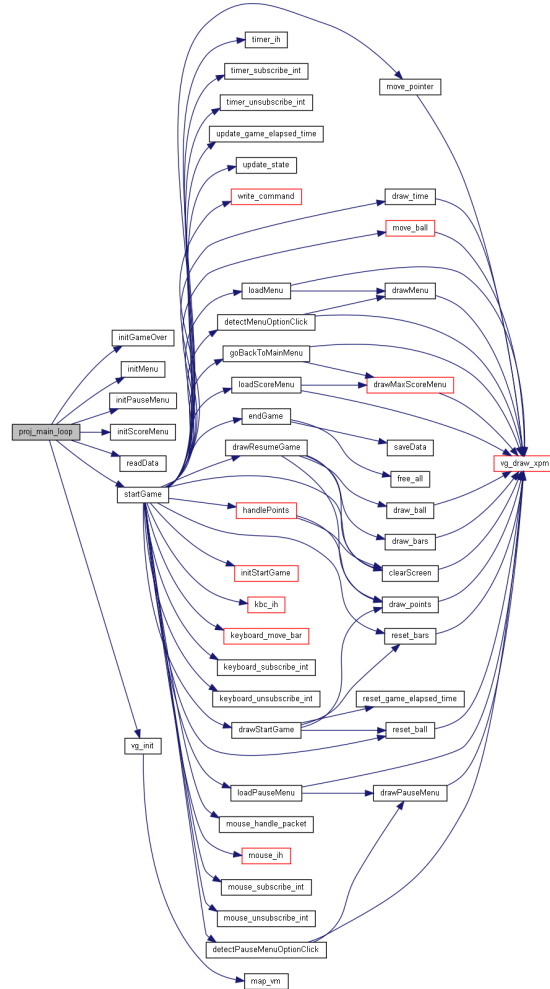 timer_ih
timer_subscribe_int
move_pointer
timer_unsubscribe_int
update_game_elapsed_time
update_state
write_command
draw_time
move_ball
loadMenu
drawMenu
detectMenuOptionClick
initGameOver
goBackToMainMenu
initMenu
loadScoreMenu
drawMaxScoreMenu
initPauseMenu
endGame
proj_main_loop
initScoreMenu
saveData
drawResumeGame
readData
vg_draw_xpm
free_all
startGame
handlePoints
draw_ball
draw_bars
initStartGame
clearScreen
kbc_ih
draw_points
keyboard_move_bar
reset_bars
keyboard_subscribe_int
keyboard_unsubscribe_int
reset_game_elapsed_time
drawStartGame
reset_ball
vg_init
loadPauseMenu
drawPauseMenu
mouse_handle_packet
mouse_ih
mouse_subscribe_int
mouse_unsubscribe_int
detectPauseMenuOptionClick
map_vm